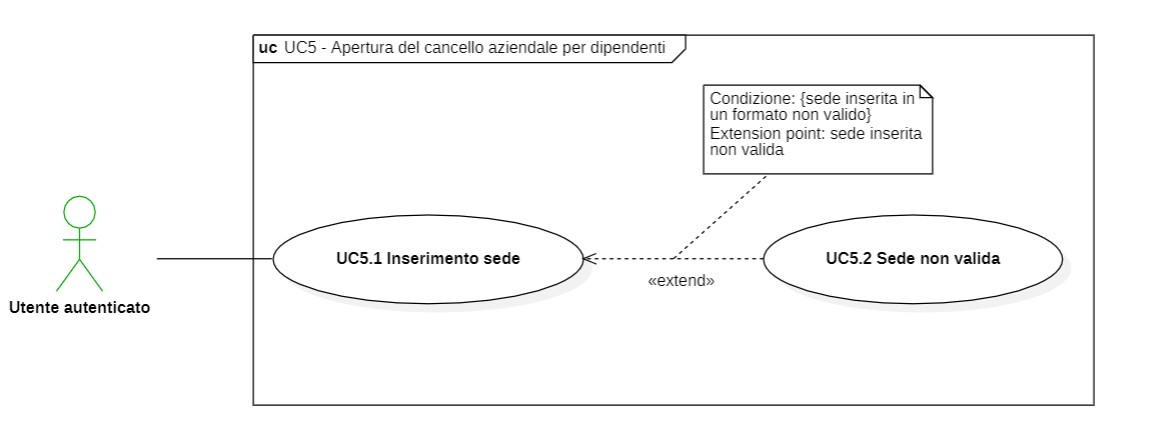 uc UC5 - Apertura del cancello aziendale per dipendenti
Condizione: {sede inserita in
un formato non valido}
Extension point: sede inserita
non valida
UC5.1 Inserimento sede
UC5.2 Sede non valida
«extend»
Utente autenticato